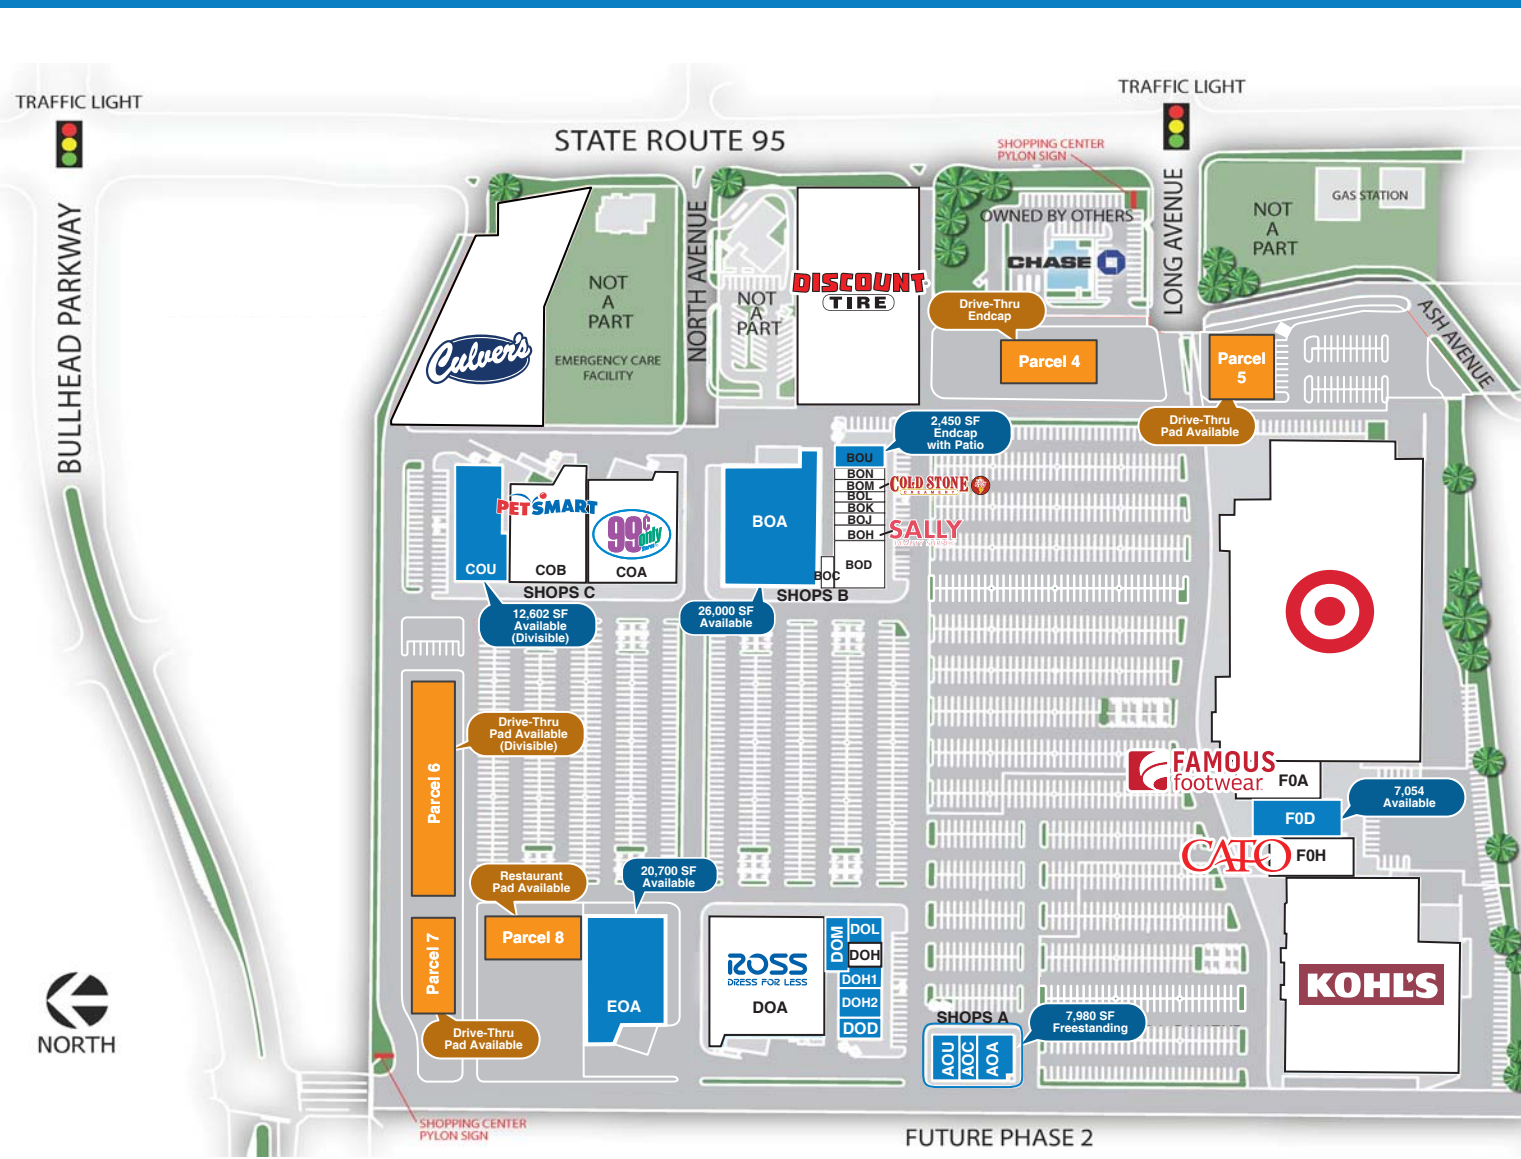 TRAFFIC LIGHT
TRAFFIC LIGHT
STATE ROUTE 95
SHOPPING CENTER
PYLON SIGN
BULLHEAD PARKWAY
NORTH AVENUE
LONG AVENUE
ASH AVENUE
NOT
A
PART
GAS STATION
OWNED BY OTHERS
CHASE
NOT
A
PART
EMERGENCY CARE
FACILITY
NOT
A
PART
DISCOUNT
TIRE
Culver's
Drive-Thru
Endcap
Parcel 4
Parcel
5
Drive-Thru
Pad Available
2,450 SF
Endcap
with Patio
BOU
BON
BOM
BOL
BOK
BOJ
BOH
BOD
BOC
COLD STONE
CREAMERY
SALLY
BOA
SHOPS B
26,000 SF
Available
PETSMART
99¢
only
COU
COB
COA
SHOPS C
12,602 SF
Available
(Divisible)
Drive-Thru
Pad Available
(Divisible)
Parcel 6
FAMOUS
footwear
F0A
7,054
Available
F0D
CATO
F0H
Restaurant
Pad Available
20,700 SF
Available
Parcel 7
Parcel 8
EOA
Drive-Thru
Pad Available
ROSS
DRESS FOR LESS
DOA
DOM
DOL
DOH
DOH1
DOH2
DOD
KOHL'S
SHOPS A
7,980 SF
Freestanding
AOU
AOC
AOA
NORTH
SHOPPING CENTER
PYLON SIGN
FUTURE PHASE 2